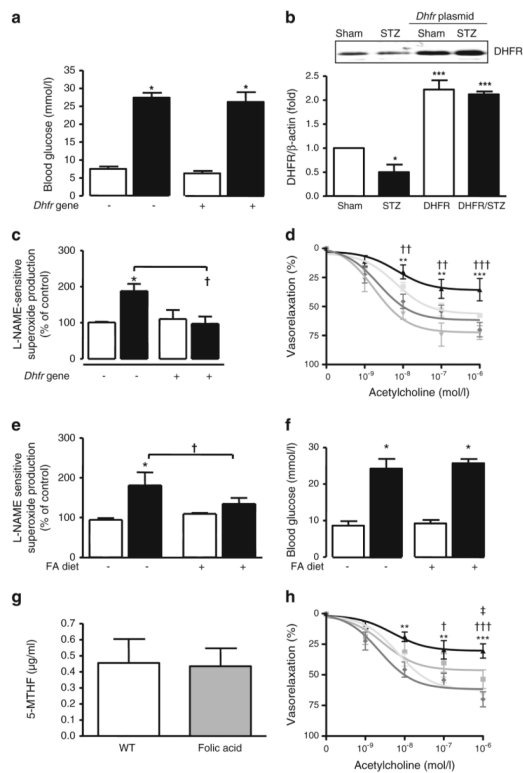 a
Blood glucose (mmol/l)
35
30
25
20
15
10
5
0
*
*
Dhfr gene
-
-
+
+
b
Dhfr plasmid
Sham
STZ
Sham
STZ
DHFR
DHFR/β-actin (fold)
2.5
2.0
1.5
1.0
0.5
0.0
*
***
***
Sham
STZ
DHFR
DHFR/STZ
c
L-NAME-sensitive
superoxide production
(% of control)
300
200
100
0
*
†
Dhfr gene
-
-
+
+
d
Vasorelaxation (%)
0
25
50
75
100
††
**
††
**
†††
***
0
10⁻⁹
10⁻⁸
10⁻⁷
10⁻⁶
Acetylcholine (mol/l)
e
L-NAME sensitive
superoxide production
(% of control)
300
200
100
0
*
†
FA diet
-
-
+
+
f
Blood glucose (mmol/l)
30
20
10
0
*
*
FA diet
-
-
+
+
g
5-MTHF (µg/ml)
0.7
0.6
0.5
0.4
0.3
0.2
0.1
0.0
WT
Folic acid
h
Vasorelaxation (%)
0
25
50
75
100
**
†
**
‡
†††
***
0
10⁻⁹
10⁻⁸
10⁻⁷
10⁻⁶
Acetylcholine (mol/l)